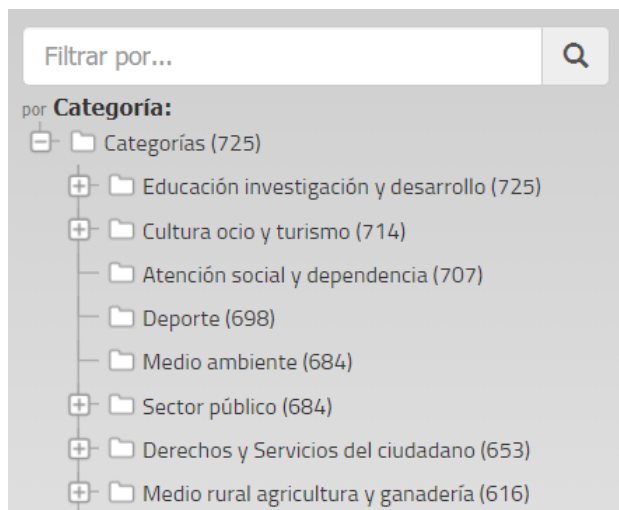 Filtrar por...
por Categoría:
Categorías (725)
Educación investigación y desarrollo (725)
Cultura ocio y turismo (714)
Atención social y dependencia (707)
Deporte (698)
Medio ambiente (684)
Sector público (684)
Derechos y Servicios del ciudadano (653)
Medio rural agricultura y ganadería (616)